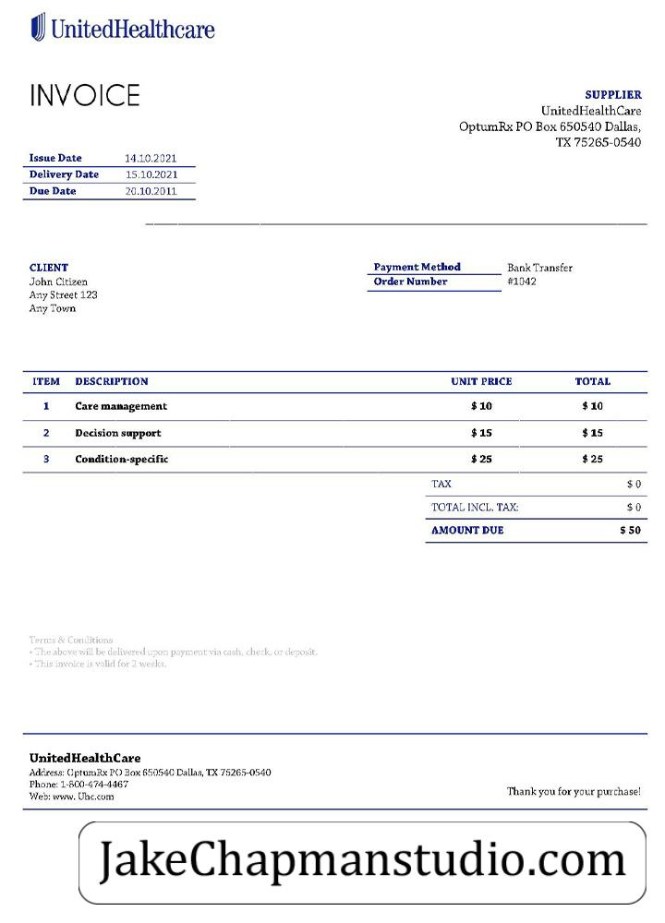 UnitedHealthcare
INVOICE
SUPPLIER
UnitedHealthCare
OptumRx PO Box 650540 Dallas,
TX 75265-0540
Issue Date 14.10.2021
Delivery Date 15.10.2021
Due Date 20.10.2011
CLIENT
John Citizen
Any Street 123
Any Town
Payment Method Bank Transfer
Order Number #1042
ITEM DESCRIPTION UNIT PRICE TOTAL
1 Care management $ 10 $ 10
2 Decision support $ 15 $ 15
3 Condition-specific $ 25 $ 25
TAX $ 0
TOTAL INCL. TAX: $ 0
AMOUNT DUE $ 50
Terms & Conditions
• The above will be delivered upon payment via cash, check, or deposit.
• This invoice is valid for 2 weeks.
UnitedHealthCare
Address: OptumRx PO Box 650540 Dallas, TX 75265-0540
Phone: 1-800-474-4467
Web: www. Uhc.com
Thank you for your purchase!
JakeChapmanstudio.com